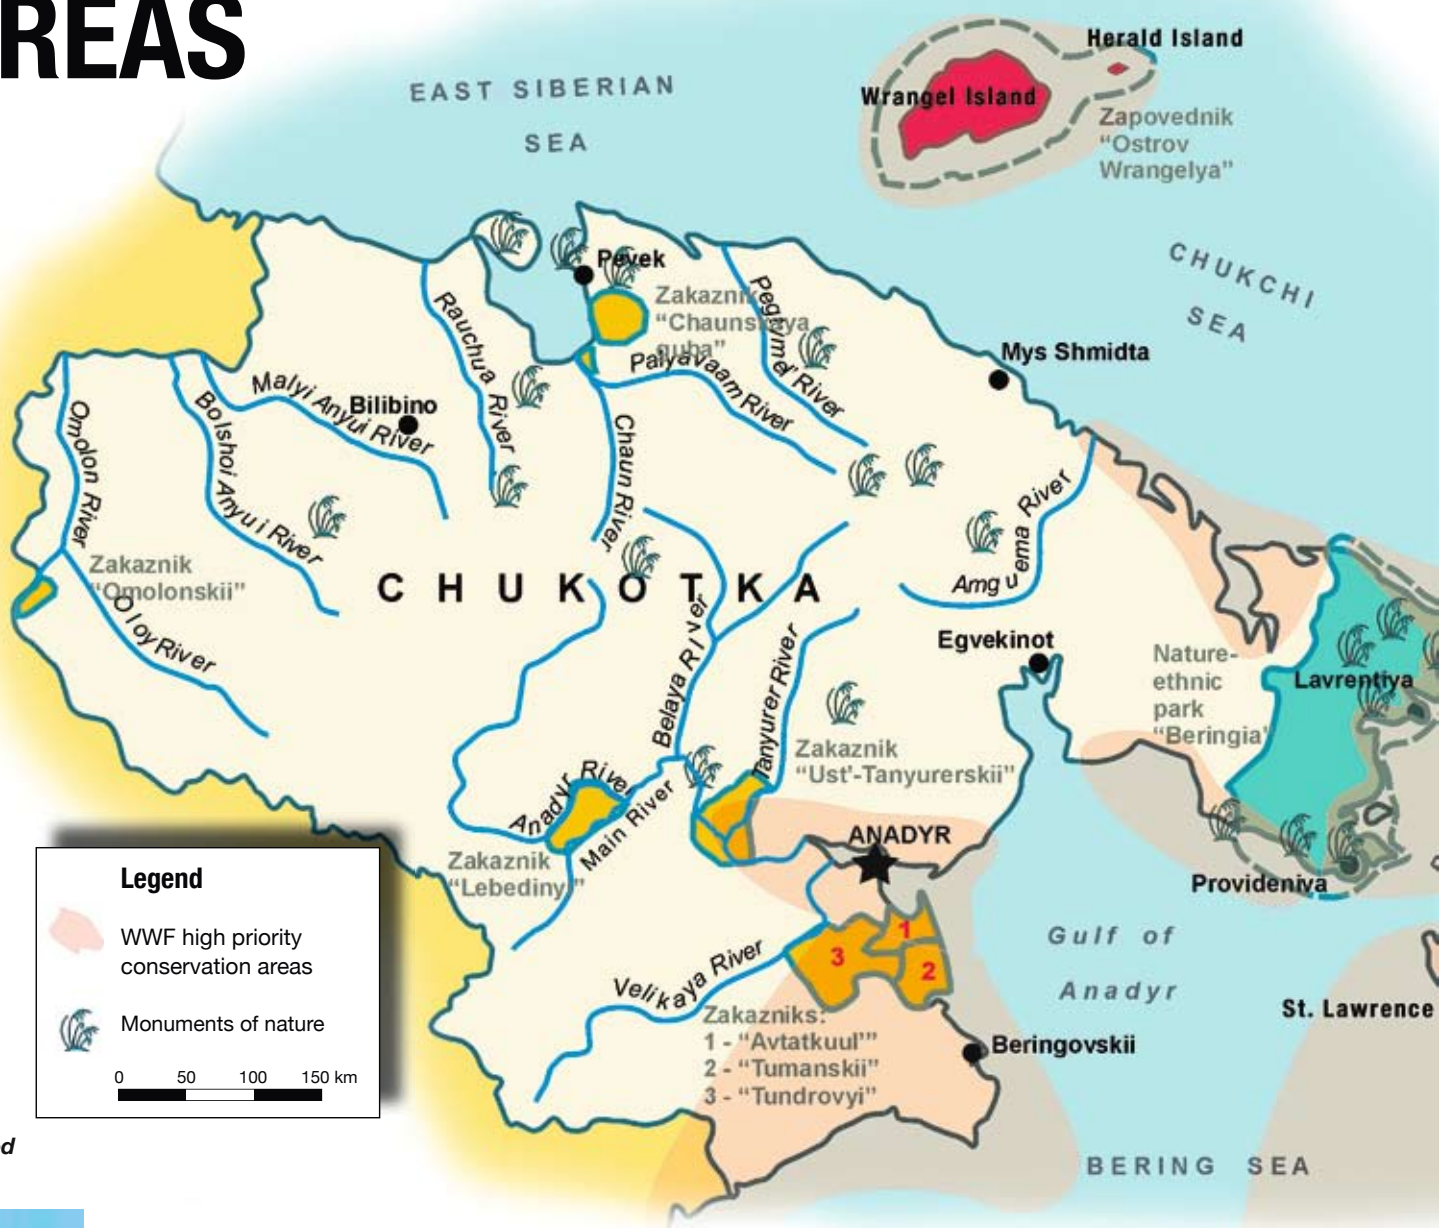 REAS
EAST SIBERIAN
SEA
Herald Island
Wrangel Island
Zapovednik
“Ostrov
Wrangelya”
CHUKCHI
SEA
Pevek
Zakaznik
“Chaunskaya
guba”
Pegtymel’ River
Palyavaam River
Mys Shmidta
Rauchua River
Malyi Anyui River
Bilibino
Bolshoi Anyui River
Omolon River
Chaun River
Amguema River
Zakaznik
“Omolonskii”
Oloy River
CHUKOTKA
Belaya River
Tanyurer River
Egvekinot
Nature-
ethnic
park
“Beringia”
Lavrentiya
Zakaznik
“Ust’-Tanyurerskii”
Anadyr River
Main River
Zakaznik
“Lebedinyi”
ANADYR
Provideniya
1
2
3
Velikaya River
Gulf of
Anadyr
St. Lawrence
Zakazniks:
1 - “Avtatkuul’”
2 - “Tumanskii”
3 - “Tundrovyi”
Beringovskii
BERING SEA
Legend
WWF high priority
conservation areas
Monuments of nature
0 50 100 150 km